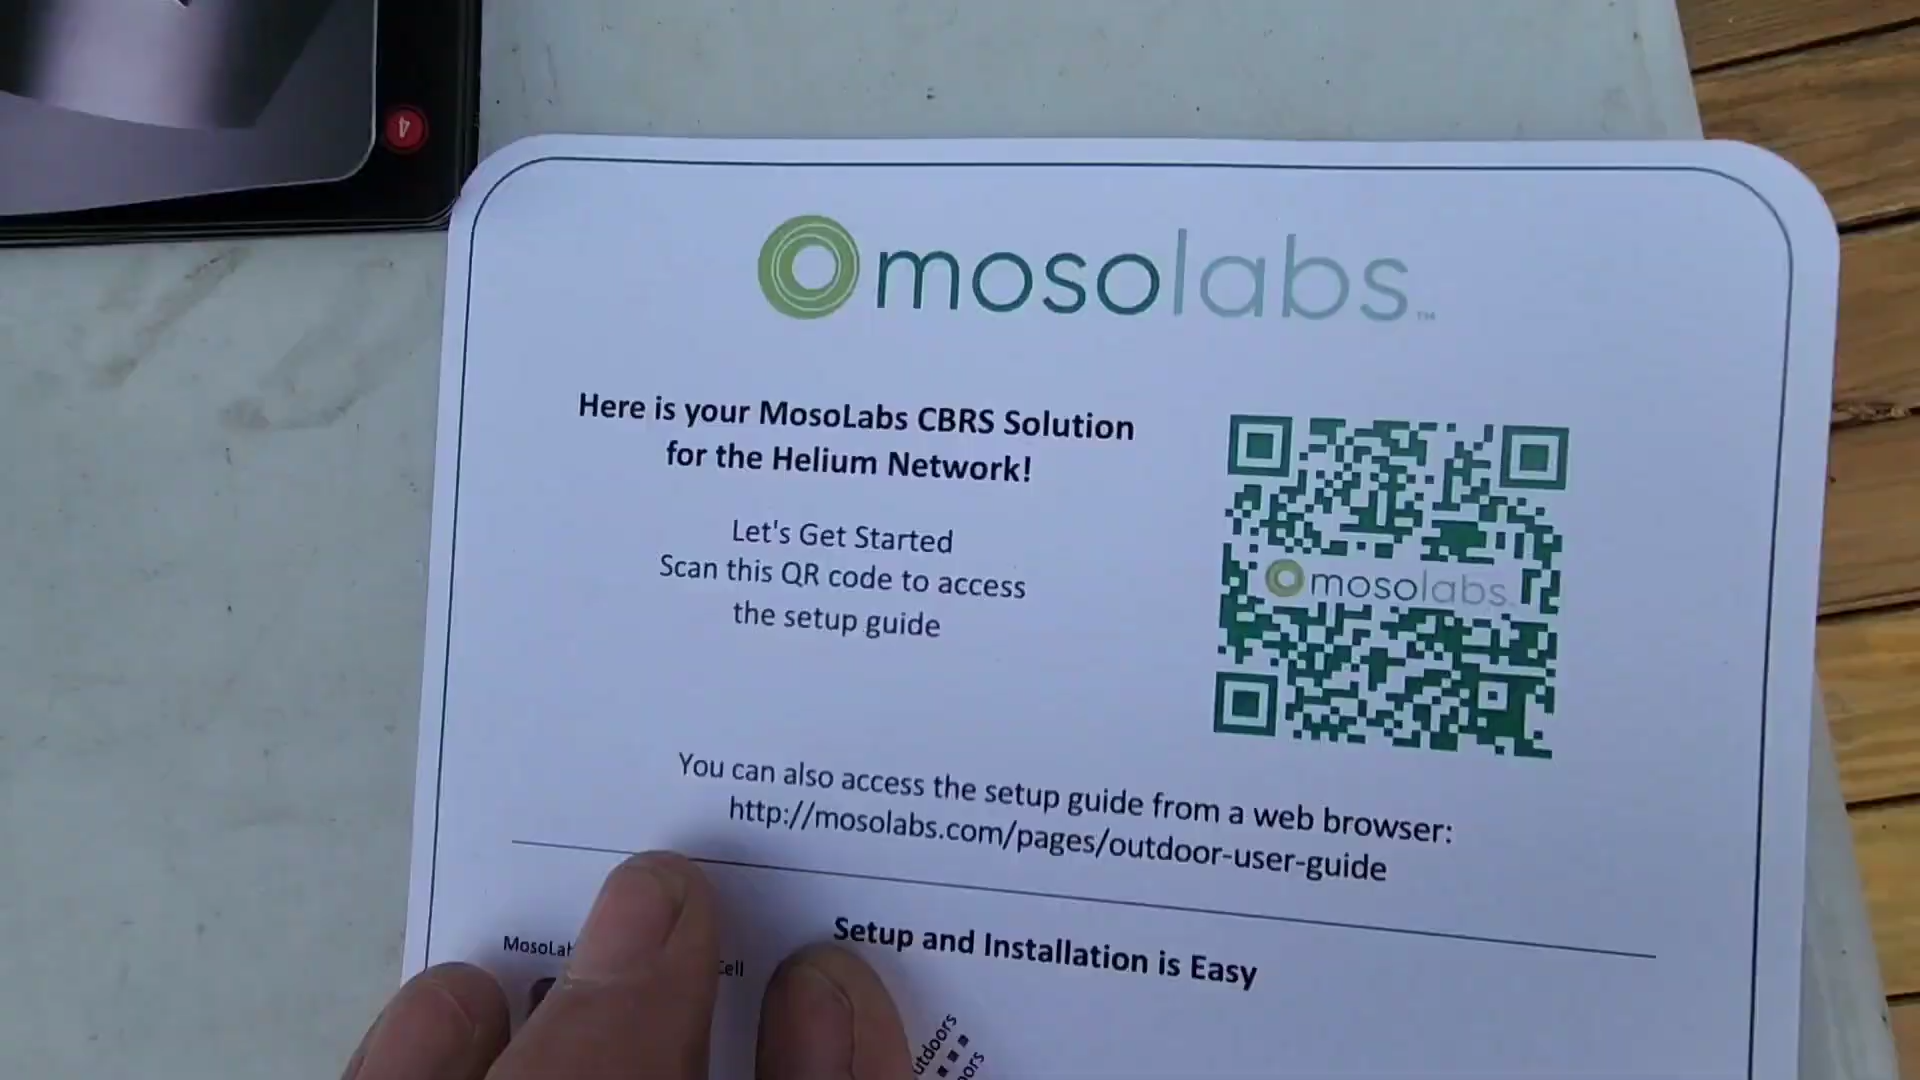 4
mosolabs™
Here is your MosoLabs CBRS Solution
for the Helium Network!
Let's Get Started
Scan this QR code to access
the setup guide
mosolabs
You can also access the setup guide from a web browser:
http://mosolabs.com/pages/outdoor-user-guide
Setup and Installation is Easy